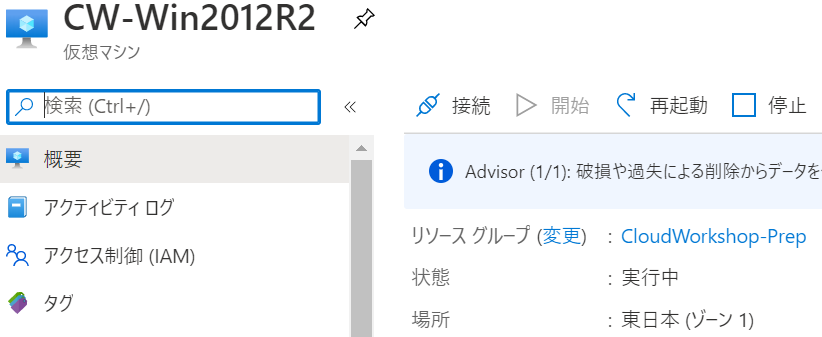 CW-Win2012R2
仮想マシン
検索 (Ctrl+/)
«
概要
アクティビティ ログ
アクセス制御 (IAM)
タグ
接続 開始 再起動 停止
Advisor (1/1): 破損や過失による削除からデータを
リソース グループ (変更) : CloudWorkshop-Prep
状態 : 実行中
場所 : 東日本 (ゾーン 1)